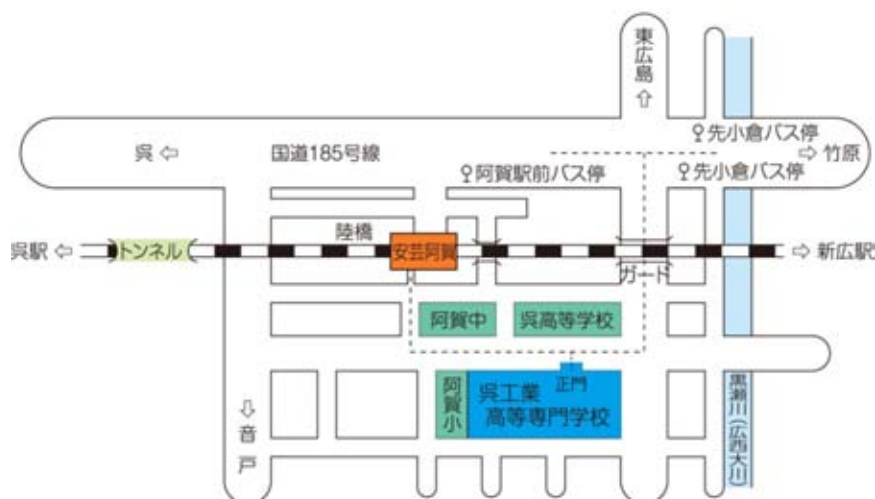 東広島
⇧
先小倉バス停
呉 ⇦
国道185号線
⇨ 竹原
阿賀駅前バス停
先小倉バス停
陸橋
呉駅 ⇦
トンネル
安芸阿賀
⇨ 新広駅
ガード
阿賀中
呉高等学校
正門
阿賀小
呉工業
高等専門学校
⇩
音戸
黒瀬川(広西大川)